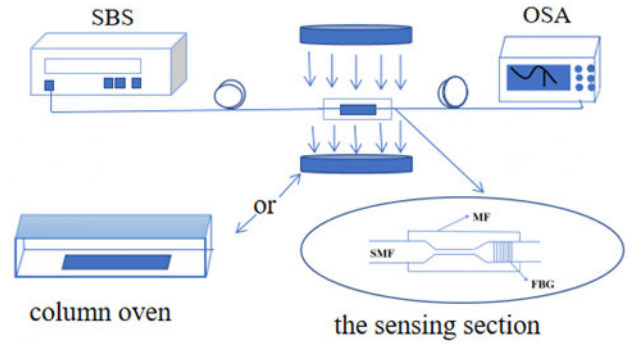 SBS
OSA
or
MF
SMF
FBG
column oven
the sensing section